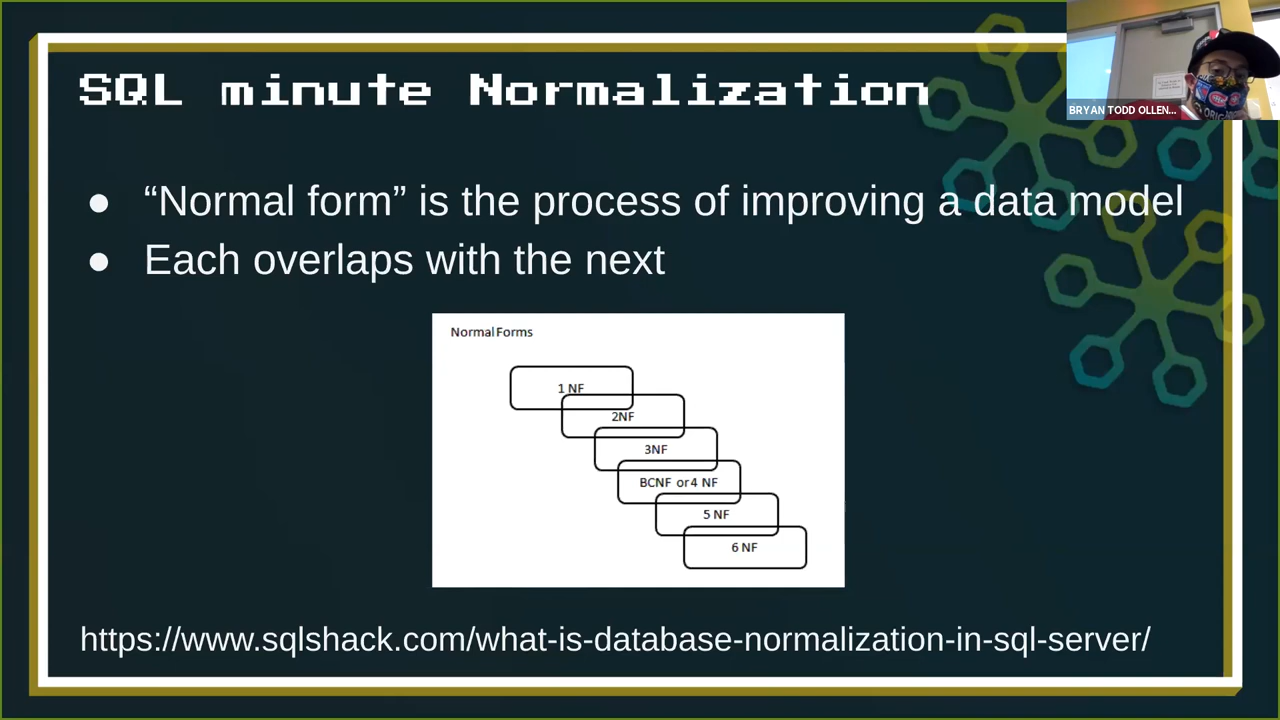 SQL minute Normalization
BRYAN TODD OLLEN...
● “Normal form” is the process of improving a data model
● Each overlaps with the next
Normal Forms
1 NF
2NF
3NF
BCNF or 4 NF
5 NF
6 NF
https://www.sqlshack.com/what-is-database-normalization-in-sql-server/